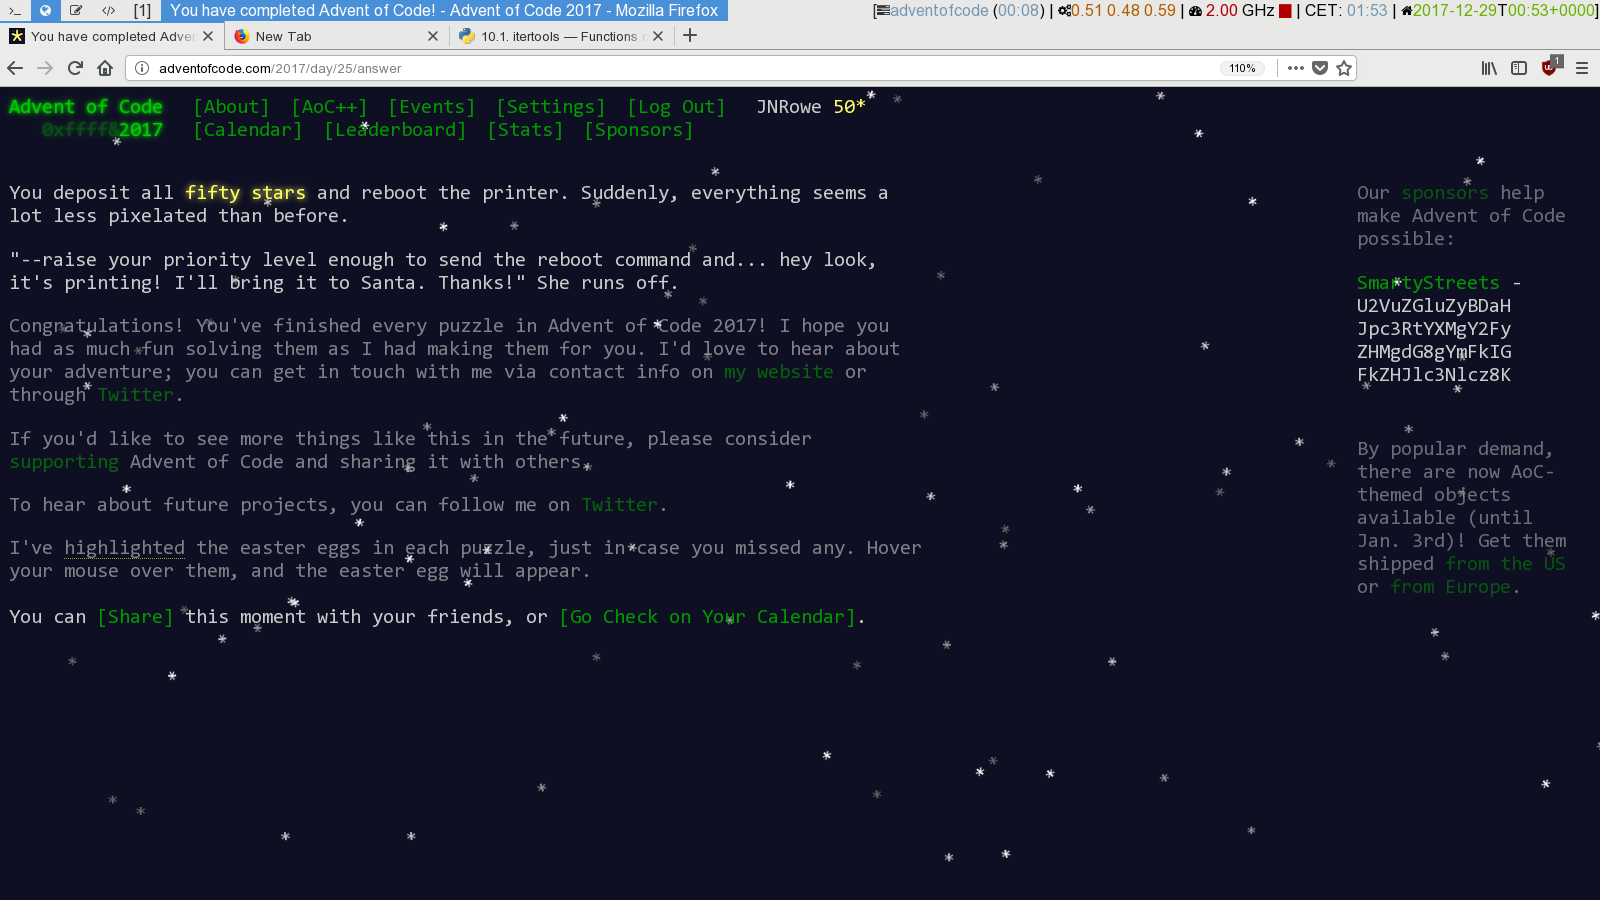 [1] You have completed Advent of Code! - Advent of Code 2017 - Mozilla Firefox [adventofcode (00:08) | 0.51 0.48 0.59 | 2.00 GHz | CET: 01:53 | 2017-12-29T00:53+0000]
You have completed Adve New Tab 10.1. itertools — Functions
adventofcode.com/2017/day/25/answer 110% 1
Advent of Code [About] [AoC++] [Events] [Settings] [Log Out] JNRowe 50*
0xffff&2017 [Calendar] [Leaderboard] [Stats] [Sponsors]
You deposit all fifty stars and reboot the printer. Suddenly, everything seems a
lot less pixelated than before.
"--raise your priority level enough to send the reboot command and... hey look,
it's printing! I'll bring it to Santa. Thanks!" She runs off.
Congratulations! You've finished every puzzle in Advent of Code 2017! I hope you
had as much fun solving them as I had making them for you. I'd love to hear about
your adventure; you can get in touch with me via contact info on my website or
through Twitter.
If you'd like to see more things like this in the future, please consider
supporting Advent of Code and sharing it with others.
To hear about future projects, you can follow me on Twitter.
I've highlighted the easter eggs in each puzzle, just in case you missed any. Hover
your mouse over them, and the easter egg will appear.
You can [Share] this moment with your friends, or [Go Check on Your Calendar].
Our sponsors help
make Advent of Code
possible:
SmartyStreets -
U2VuZGluZyBDaH
Jpc3RtYXMgY2Fy
ZHMgdG8gYmFkIG
FkZHJlc3Nlcz8K
By popular demand,
there are now AoC-
themed objects
available (until
Jan. 3rd)! Get them
shipped from the US
or from Europe.